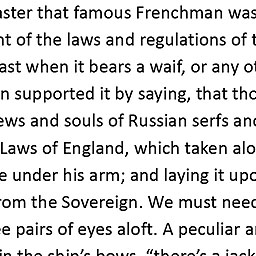 aster that famous Frenchman was
nt of the laws and regulations of t
ast when it bears a waif, or any ot
n supported it by saying, that tho
ews and souls of Russian serfs and
Laws of England, which taken alo
e under his arm; and laying it upo
rom the Sovereign. We must need
e pairs of eyes aloft. A peculiar an
in the ship's bows, “there's a jack